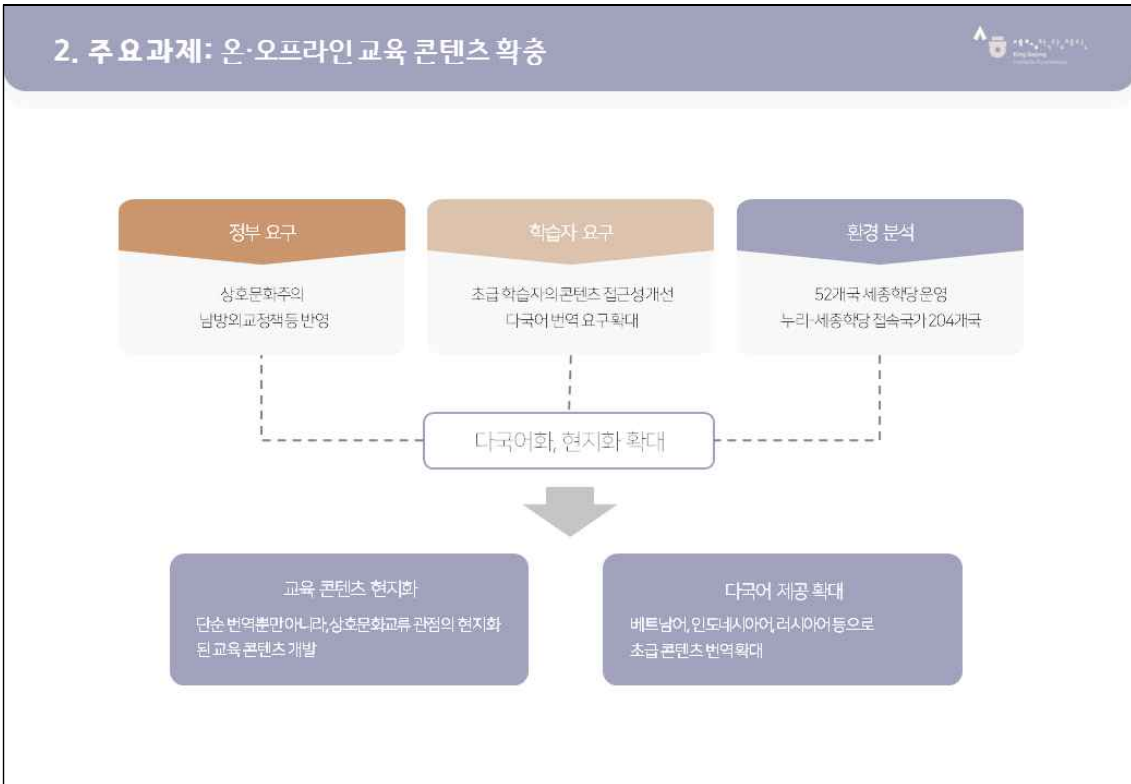 2. 주요과제: 온·오프라인 교육 콘텐츠 확충
정부 요구
상호문화주의
남방외교정책 등 반영
학습자 요구
초급 학습자의 콘텐츠 접근성 개선
다국어 번역 요구 확대
환경 분석
52개국 세종학당 운영
누리-세종학당 접속국가 204개국
다국어화, 현지화 확대
교육 콘텐츠 현지화
단순 번역뿐만 아니라, 상호문화교류 관점의 현지화
된 교육 콘텐츠 개발
다국어 제공 확대
베트남어, 인도네시아어, 러시아어 등으로
초급 콘텐츠 번역 확대